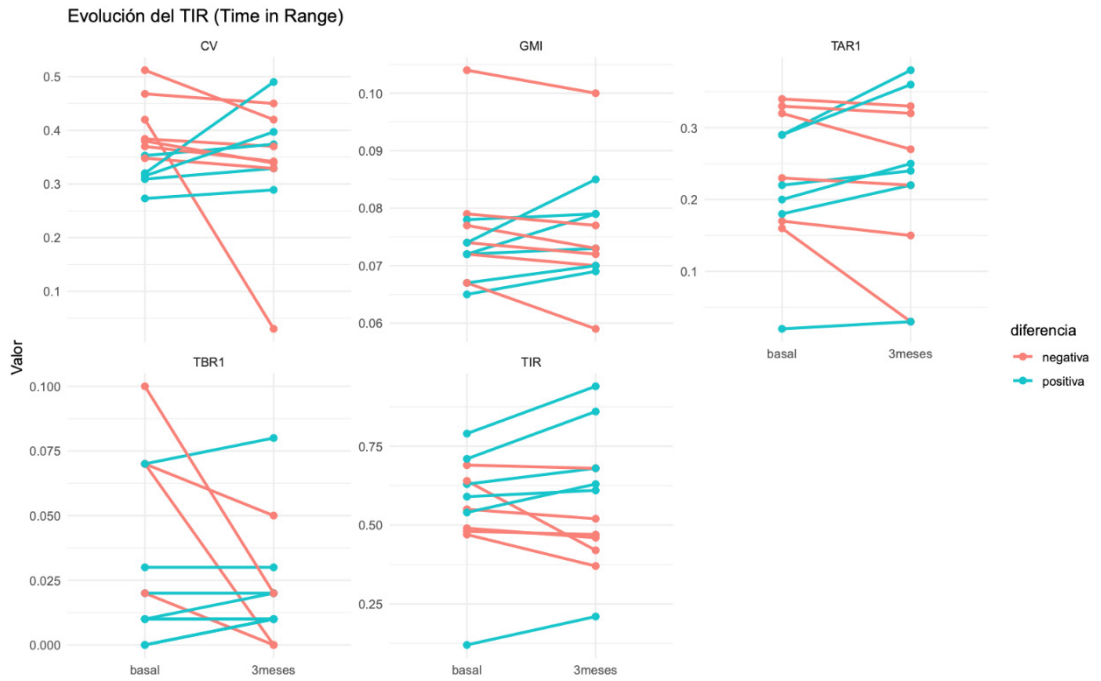 Evolución del TIR (Time in Range)
CV
GMI
TAR1
0.5
0.4
0.3
0.2
0.1
0.10
0.09
0.08
0.07
0.06
0.3
0.2
0.1
basal
3meses
Valor
TBR1
TIR
0.100
0.075
0.050
0.025
0.000
basal
3meses
0.75
0.50
0.25
basal
3meses
diferencia
negativa
positiva